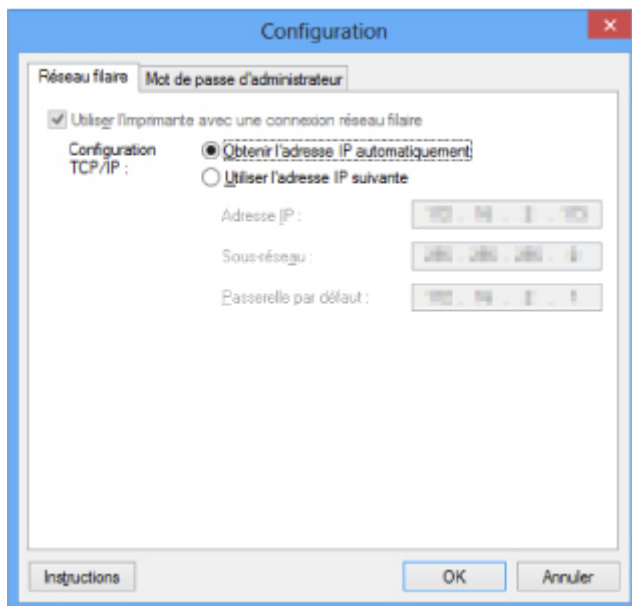 Configuration
Réseau filaire Mot de passe d'administrateur
Utiliser l'imprimante avec une connexion réseau filaire
Configuration TCP/IP :
Obtenir l'adresse IP automatiquement
Utiliser l'adresse IP suivante
Adresse IP :
Sous-réseau :
Passerelle par défaut :
Instructions OK Annuler